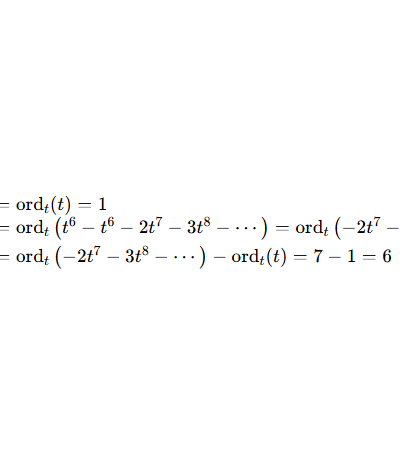 = ord_t(t) = 1
= ord_t (t^6 − t^6 − 2t^7 − 3t^8 − ⋯) = ord_t (−2t^7 −
= ord_t (−2t^7 − 3t^8 − ⋯) − ord_t(t) = 7 − 1 = 6